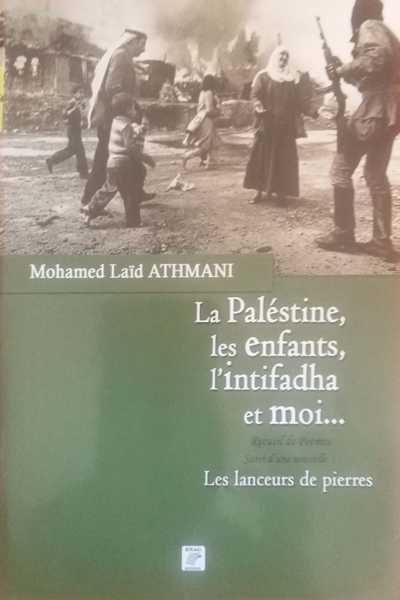 Mohamed Laïd ATHMANI
La Paléstine,
les enfants,
l'intifadha
et moi...
Recueil de Poèmes
Suivi d'une nouvelle
Les lanceurs de pierres